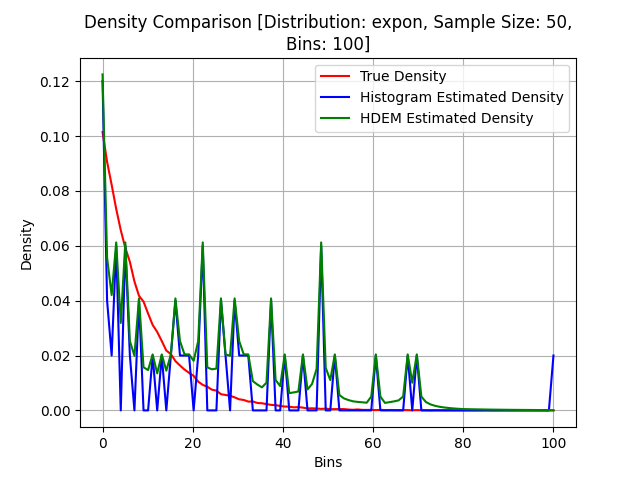 Density Comparison [Distribution: expon, Sample Size: 50,
Bins: 100]
True Density
Histogram Estimated Density
HDEM Estimated Density
Density
0.12
0.10
0.08
0.06
0.04
0.02
0.00
0
20
40
60
80
100
Bins